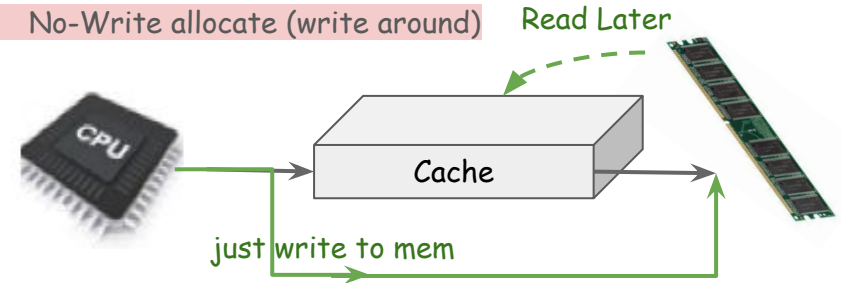 No-Write allocate (write around)
Read Later
CPU
Cache
just write to mem